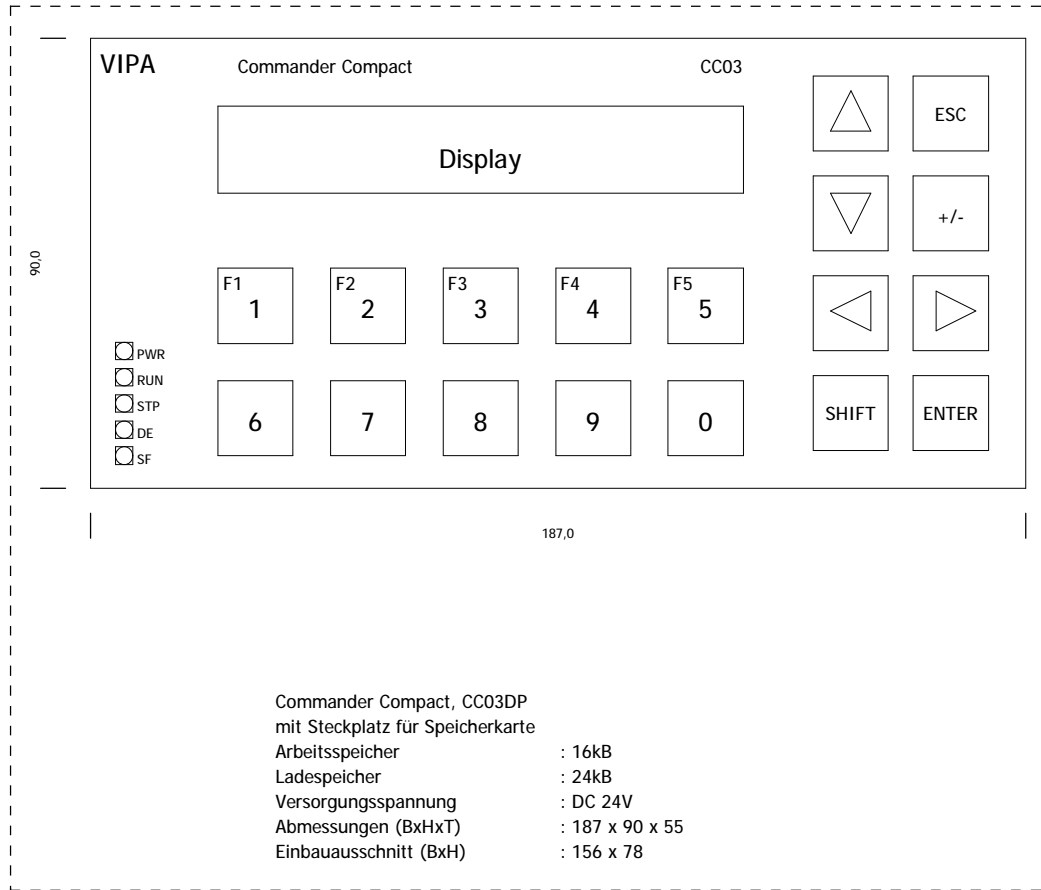 VIPA Commander Compact CC03
Display
ESC
+/-
90,0
F1 F2 F3 F4 F5
1 2 3 4 5
PWR
RUN
STP
DE
SF
6 7 8 9 0
SHIFT ENTER
187,0
Commander Compact, CC03DP
mit Steckplatz für Speicherkarte
Arbeitsspeicher : 16kB
Ladespeicher : 24kB
Versorgungsspannung : DC 24V
Abmessungen (BxHxT) : 187 x 90 x 55
Einbauausschnitt (BxH) : 156 x 78